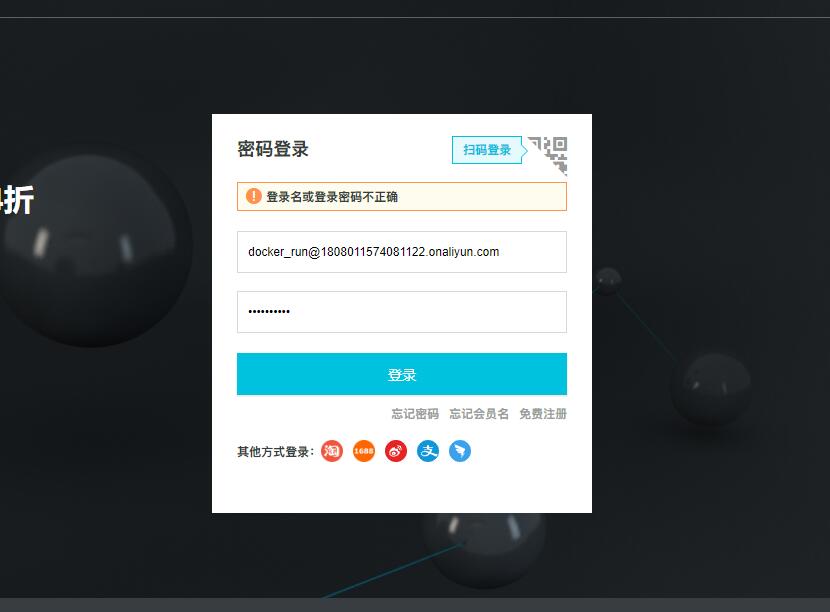 密码登录
扫码登录
折
登录名或登录密码不正确
docker_run@1808011574081122.onaliyun.com
••••••••••
登录
忘记密码 忘记会员名 免费注册
其他方式登录:
淘 1688 支